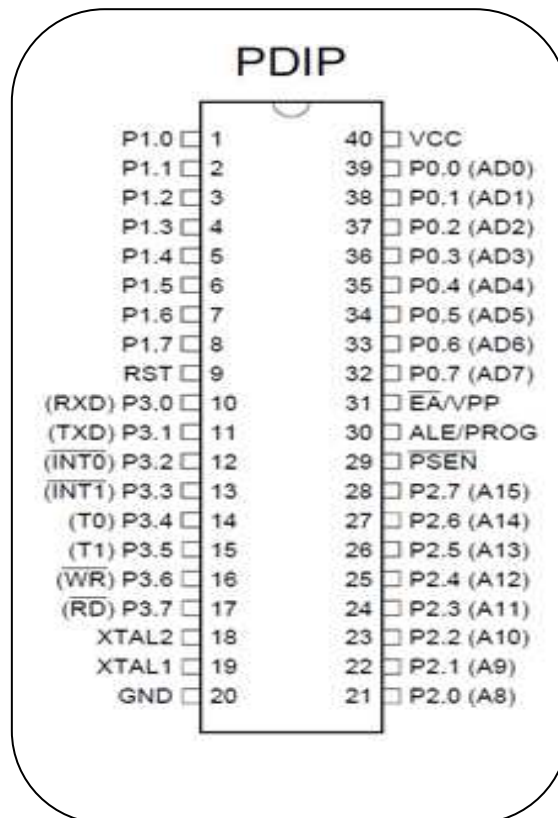 PDIP
P1.0 1 40 VCC
P1.1 2 39 P0.0 (AD0)
P1.2 3 38 P0.1 (AD1)
P1.3 4 37 P0.2 (AD2)
P1.4 5 36 P0.3 (AD3)
P1.5 6 35 P0.4 (AD4)
P1.6 7 34 P0.5 (AD5)
P1.7 8 33 P0.6 (AD6)
RST 9 32 P0.7 (AD7)
(RXD) P3.0 10 31 E̅A̅/VPP
(TXD) P3.1 11 30 ALE/PROG
(I̅N̅T̅0̅) P3.2 12 29 P̅S̅E̅N̅
(I̅N̅T̅1̅) P3.3 13 28 P2.7 (A15)
(T0) P3.4 14 27 P2.6 (A14)
(T1) P3.5 15 26 P2.5 (A13)
(W̅R̅) P3.6 16 25 P2.4 (A12)
(R̅D̅) P3.7 17 24 P2.3 (A11)
XTAL2 18 23 P2.2 (A10)
XTAL1 19 22 P2.1 (A9)
GND 20 21 P2.0 (A8)